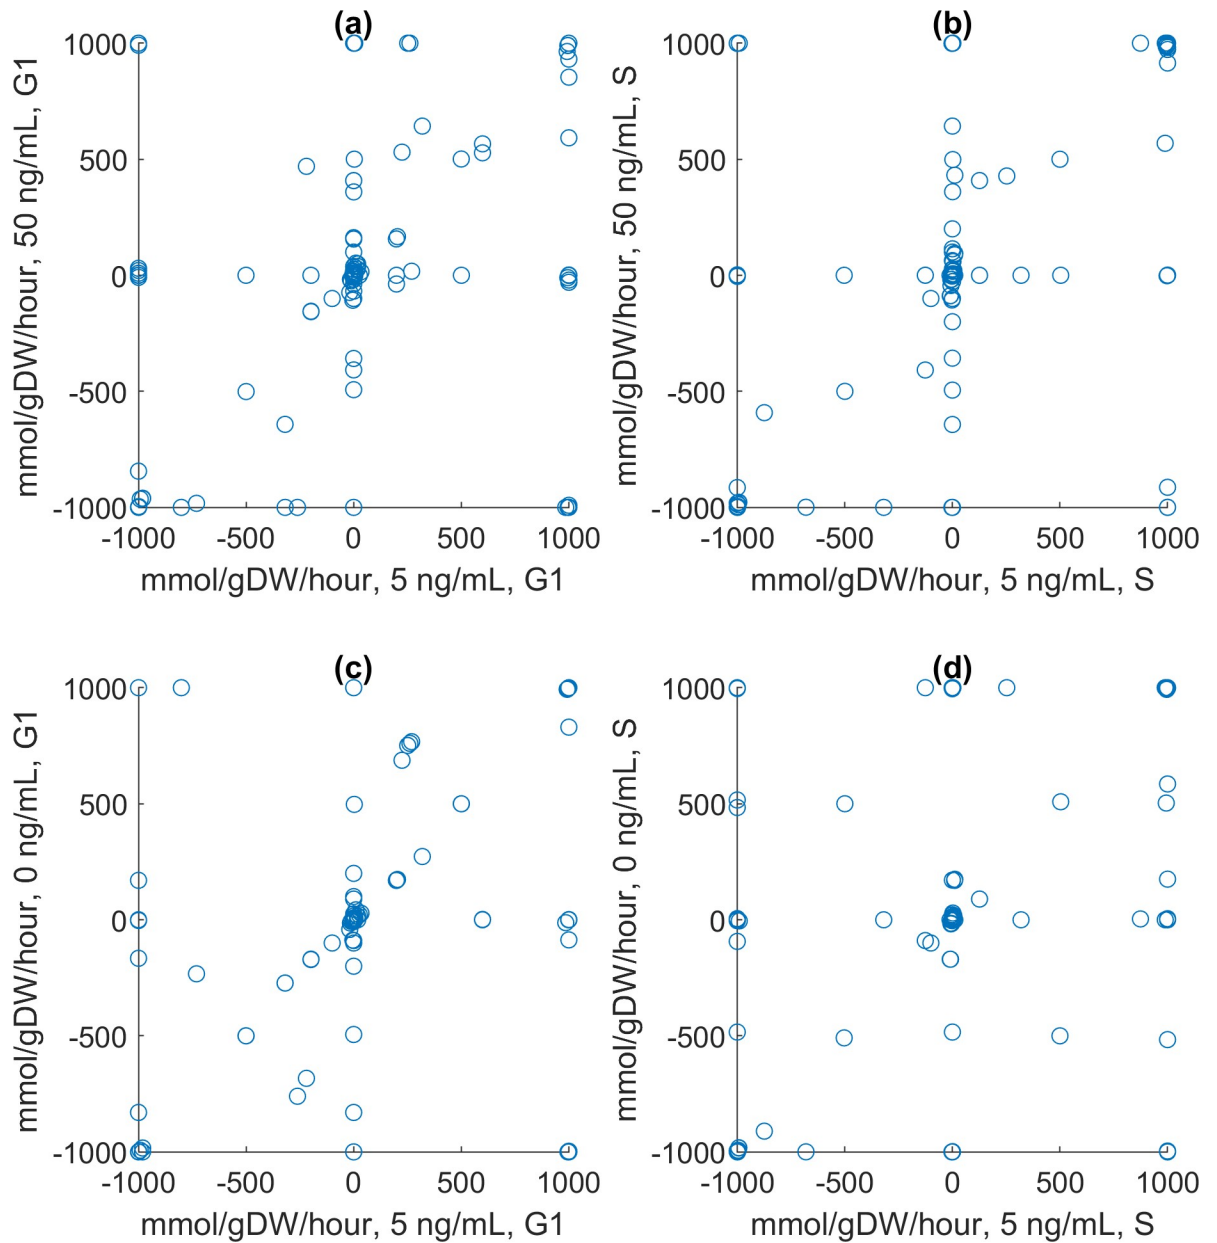 (a)
1000
500
0
-500
-1000
-1000 -500 0 500 1000
mmol/gDW/hour, 50 ng/mL, G1
mmol/gDW/hour, 5 ng/mL, G1
(b)
1000
500
0
-500
-1000
-1000 -500 0 500 1000
mmol/gDW/hour, 50 ng/mL, S
mmol/gDW/hour, 5 ng/mL, S
(c)
1000
500
0
-500
-1000
-1000 -500 0 500 1000
mmol/gDW/hour, 0 ng/mL, G1
mmol/gDW/hour, 5 ng/mL, G1
(d)
1000
500
0
-500
-1000
-1000 -500 0 500 1000
mmol/gDW/hour, 0 ng/mL, S
mmol/gDW/hour, 5 ng/mL, S